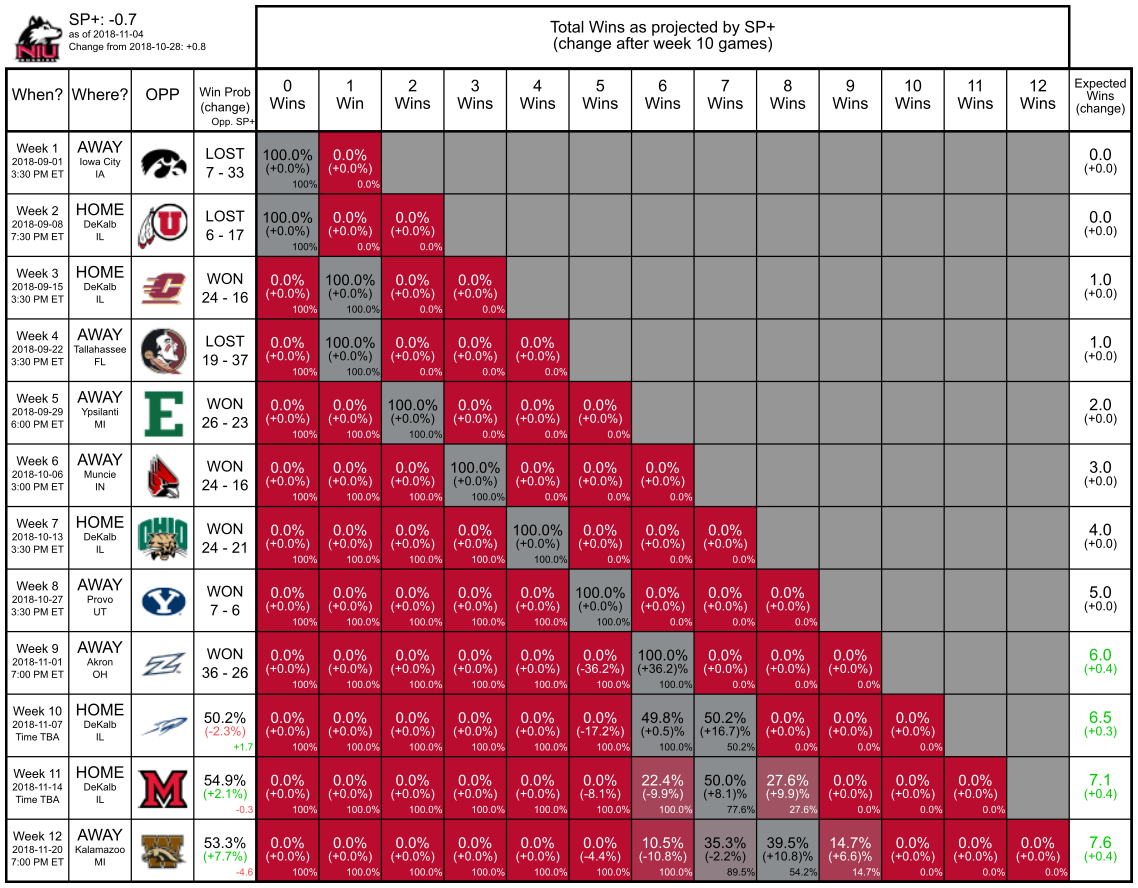 SP+: -0.7
as of 2018-11-04
Change from 2018-10-28: +0.8
NIU
HUSKIES
Total Wins as projected by SP+
(change after week 10 games)
When? Where? OPP Win Prob (change) Opp. SP+ 0 Wins 1 Win 2 Wins 3 Wins 4 Wins 5 Wins 6 Wins 7 Wins 8 Wins 9 Wins 10 Wins 11 Wins 12 Wins Expected Wins (change)
Week 1 AWAY LOST 100.0% 0.0% 0.0
2018-09-01 Iowa City 7 - 33 (+0.0%) (+0.0%) (+0.0)
3:30 PM ET IA 100% 0.0%
Week 2 HOME U LOST 100.0% 0.0% 0.0% 0.0
2018-09-08 DeKalb 6 - 17 (+0.0%) (+0.0%) (+0.0%) (+0.0)
7:30 PM ET IL 100% 0.0% 0.0%
Week 3 HOME C WON 0.0% 100.0% 0.0% 0.0% 1.0
2018-09-15 DeKalb 24 - 16 (+0.0%) (+0.0%) (+0.0%) (+0.0%) (+0.0)
3:30 PM ET IL 100% 100.0% 0.0% 0.0%
Week 4 AWAY LOST 0.0% 100.0% 0.0% 0.0% 0.0% 1.0
2018-09-22 Tallahassee 19 - 37 (+0.0%) (+0.0%) (+0.0%) (+0.0%) (+0.0%) (+0.0)
3:30 PM ET FL 100% 100.0% 0.0% 0.0% 0.0%
Week 5 AWAY E WON 0.0% 0.0% 100.0% 0.0% 0.0% 0.0% 2.0
2018-09-29 Ypsilanti 26 - 23 (+0.0%) (+0.0%) (+0.0%) (+0.0%) (+0.0%) (+0.0%) (+0.0)
6:00 PM ET MI 100% 100.0% 100.0% 0.0% 0.0% 0.0%
Week 6 AWAY WON 0.0% 0.0% 0.0% 100.0% 0.0% 0.0% 0.0% 3.0
2018-10-06 Muncie 24 - 16 (+0.0%) (+0.0%) (+0.0%) (+0.0%) (+0.0%) (+0.0%) (+0.0%) (+0.0)
3:00 PM ET IN 100% 100.0% 100.0% 100.0% 0.0% 0.0% 0.0%
Week 7 HOME OHIO WON 0.0% 0.0% 0.0% 0.0% 100.0% 0.0% 0.0% 0.0% 4.0
2018-10-13 DeKalb 24 - 21 (+0.0%) (+0.0%) (+0.0%) (+0.0%) (+0.0%) (+0.0%) (+0.0%) (+0.0%) (+0.0)
3:30 PM ET IL 100% 100.0% 100.0% 100.0% 100.0% 0.0% 0.0% 0.0%
Week 8 AWAY Y WON 0.0% 0.0% 0.0% 0.0% 0.0% 100.0% 0.0% 0.0% 0.0% 5.0
2018-10-27 Provo 7 - 6 (+0.0%) (+0.0%) (+0.0%) (+0.0%) (+0.0%) (+0.0%) (+0.0%) (+0.0%) (+0.0%) (+0.0)
3:30 PM ET UT 100% 100.0% 100.0% 100.0% 100.0% 100.0% 0.0% 0.0% 0.0%
Week 9 AWAY WON 0.0% 0.0% 0.0% 0.0% 0.0% 0.0% 100.0% 0.0% 0.0% 0.0% 6.0
2018-11-01 Akron 36 - 26 (+0.0%) (+0.0%) (+0.0%) (+0.0%) (+0.0%) (-36.2%) (+36.2)% (+0.0%) (+0.0%) (+0.0%) (+0.4)
7:00 PM ET OH 100% 100.0% 100.0% 100.0% 100.0% 100.0% 100.0% 0.0% 0.0% 0.0%
Week 10 HOME 50.2% 0.0% 0.0% 0.0% 0.0% 0.0% 0.0% 49.8% 50.2% 0.0% 0.0% 0.0% 6.5
2018-11-07 DeKalb (-2.3%) (+0.0%) (+0.0%) (+0.0%) (+0.0%) (+0.0%) (-17.2%) (+0.5)% (+16.7)% (+0.0%) (+0.0%) (+0.0%) (+0.3)
Time TBA IL +1.7 100% 100.0% 100.0% 100.0% 100.0% 100.0% 100.0% 50.2% 0.0% 0.0% 0.0%
Week 11 HOME M 54.9% 0.0% 0.0% 0.0% 0.0% 0.0% 0.0% 22.4% 50.0% 27.6% 0.0% 0.0% 0.0% 7.1
2018-11-14 DeKalb (+2.1%) (+0.0%) (+0.0%) (+0.0%) (+0.0%) (+0.0%) (-8.1%) (-9.9%) (+8.1)% (+9.9)% (+0.0%) (+0.0%) (+0.0%) (+0.4)
Time TBA IL -0.3 100% 100.0% 100.0% 100.0% 100.0% 100.0% 100.0% 77.6% 27.6% 0.0% 0.0% 0.0%
Week 12 AWAY W 53.3% 0.0% 0.0% 0.0% 0.0% 0.0% 0.0% 10.5% 35.3% 39.5% 14.7% 0.0% 0.0% 0.0% 7.6
2018-11-20 Kalamazoo (+7.7%) (+0.0%) (+0.0%) (+0.0%) (+0.0%) (+0.0%) (-4.4%) (-10.8%) (-2.2%) (+10.8)% (+6.6)% (+0.0%) (+0.0%) (+0.0%) (+0.4)
7:00 PM ET MI -4.6 100% 100.0% 100.0% 100.0% 100.0% 100.0% 100.0% 89.5% 54.2% 14.7% 0.0% 0.0% 0.0%